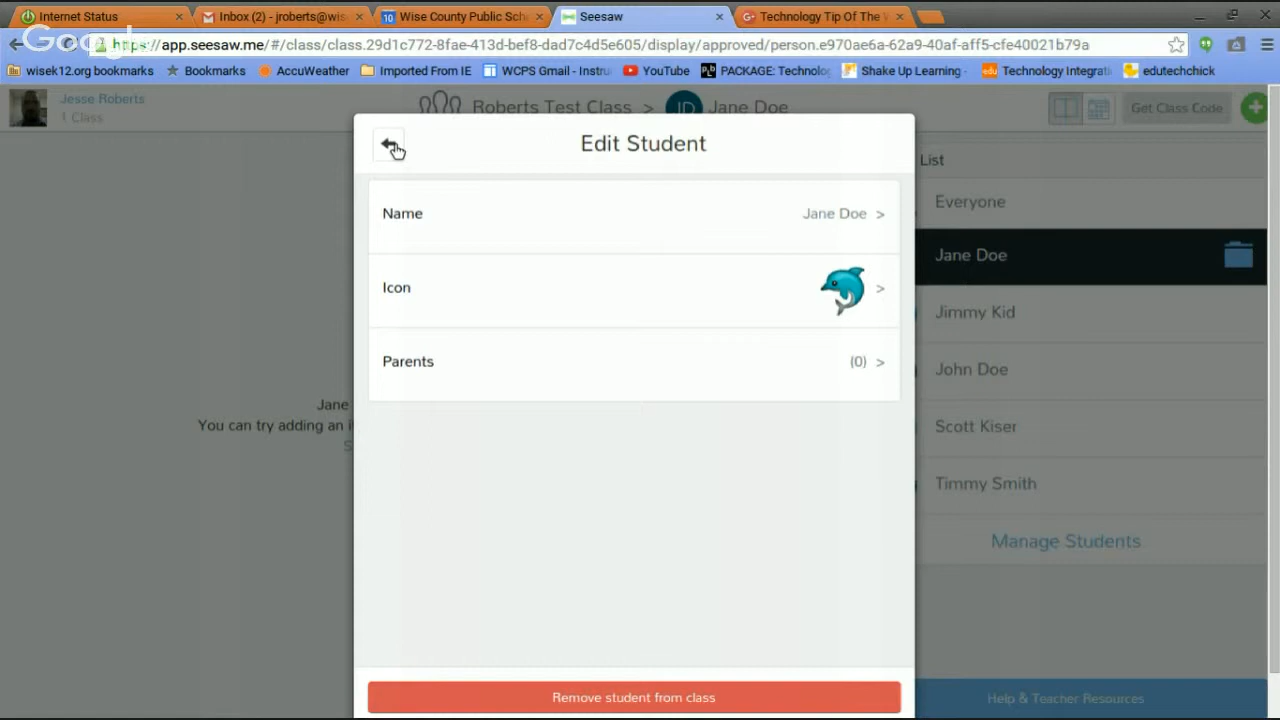 Internet Status
Inbox (2) - jroberts@wis
Wise County Public Sch
Seesaw
Technology Tip Of The
Google
https://app.seesaw.me/#/class/class.29d1c772-8fae-413d-bef8-dad7c4d5e605/display/approved/person.e970ae6a-62a9-40af-aff5-cfe40021b79a
wisek12.org bookmarks
Bookmarks
AccuWeather
Imported From IE
WCPS Gmail - Instru
YouTube
PACKAGE: Technolo
Shake Up Learning
Technology Integrati
edutechchick
Jesse Roberts
1 Class
Roberts Test Class > JD Jane Doe
Get Class Code
Edit Student
Name
Jane Doe >
Icon
>
Parents
(0) >
Remove student from class
Jane
You can try adding an i
S
List
Everyone
Jane Doe
Jimmy Kid
John Doe
Scott Kiser
Timmy Smith
Manage Students
Help & Teacher Resources